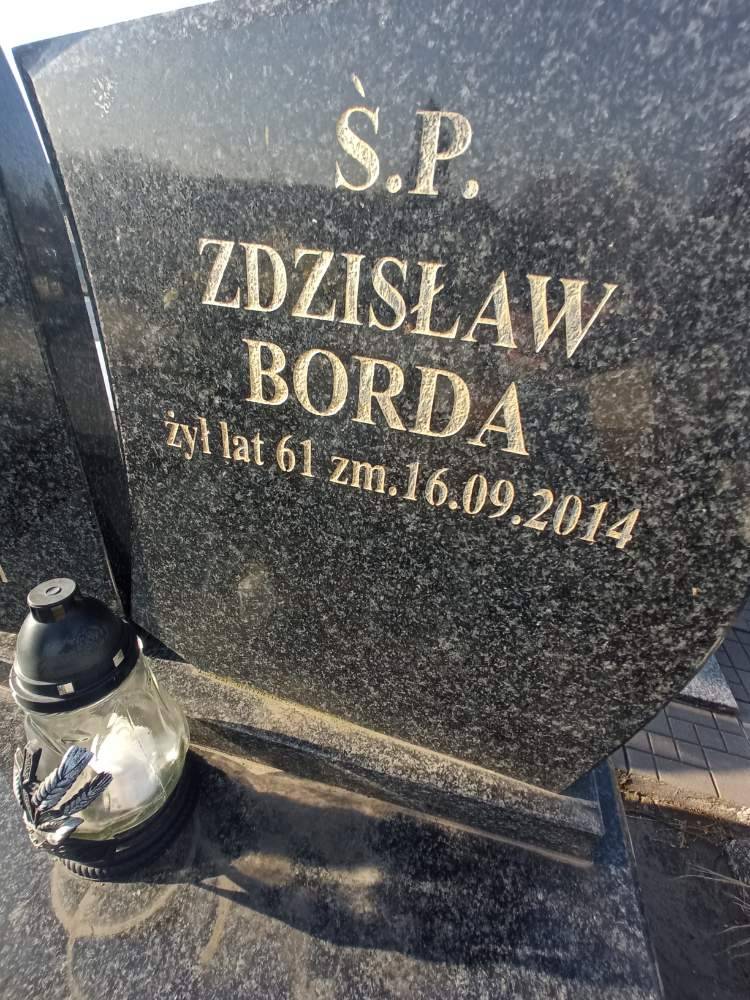 Ś.P.
ZDZISŁAW
BORDA
żył lat 61 zm.16.09.2014